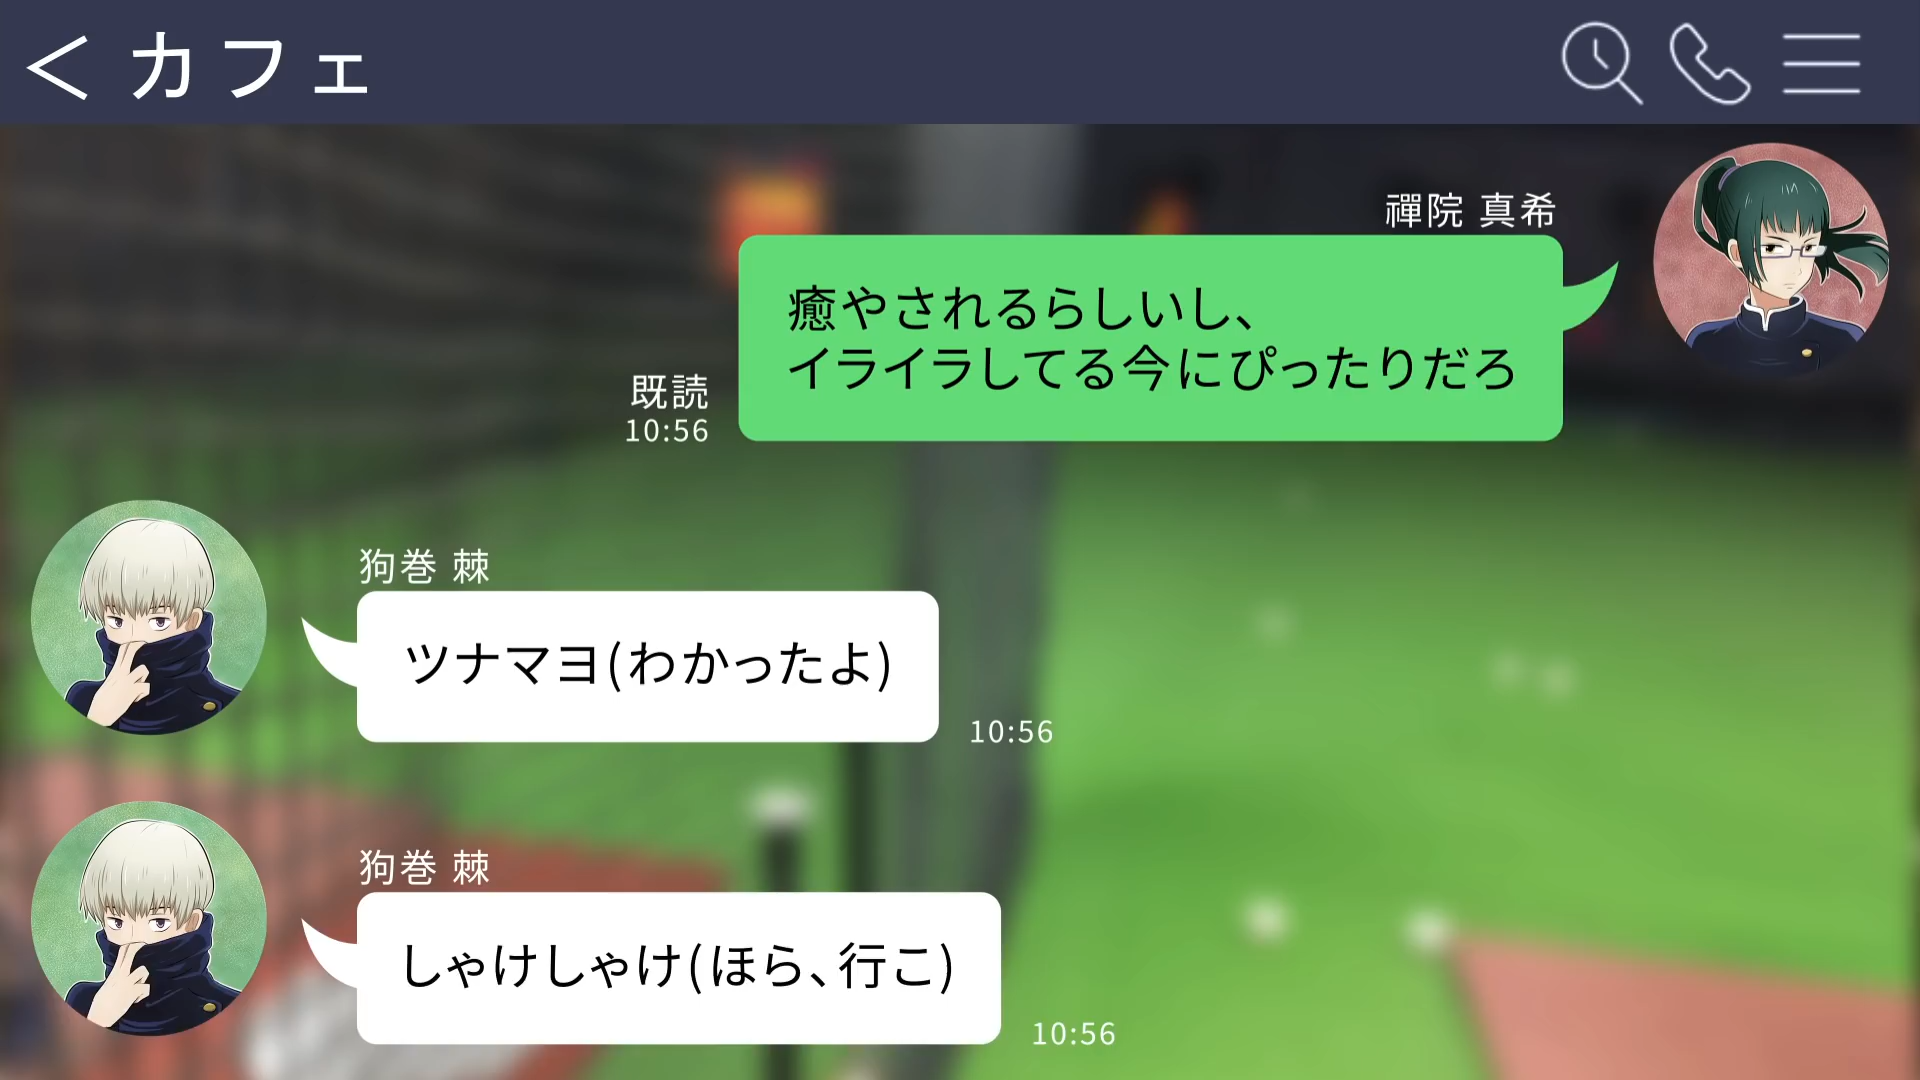 < カフェ
禪院 真希
癒やされるらしいし、
イライラしてる今にぴったりだろ
既読
10:56
狗巻 棘
ツナマヨ(わかったよ)
10:56
狗巻 棘
しゃけしゃけ(ほら、行こ)
10:56